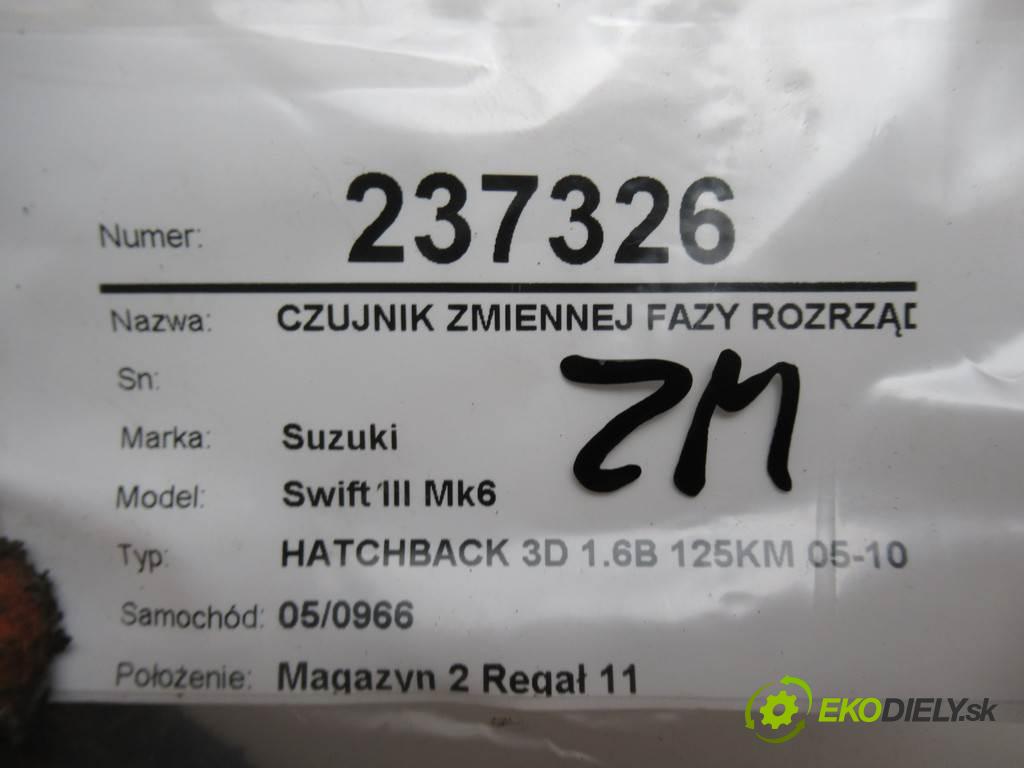 Numer: 237326
Nazwa: CZUJNIK ZMIENNEJ FAZY ROZRZĄD
Sn:
ZM
Marka: Suzuki
Model: Swift III Mk6
Typ: HATCHBACK 3D 1.6B 125KM 05-10
Samochód: 05/0966
Położenie: Magazyn 2 Regał 11
EKODIELY.sk